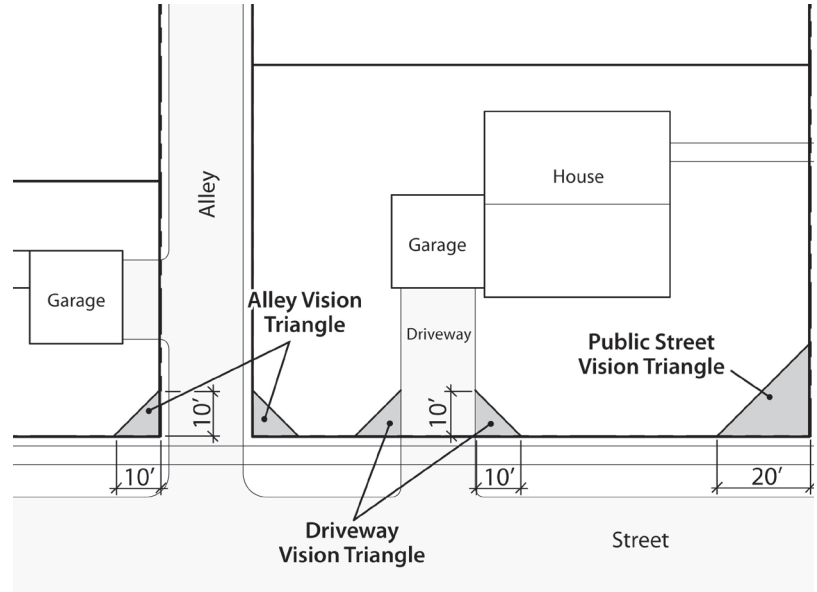 Alley
House
Garage
Garage
Alley Vision
Triangle
Driveway
Public Street
Vision Triangle
10’
10’
10’
10’
20’
Driveway
Vision Triangle
Street